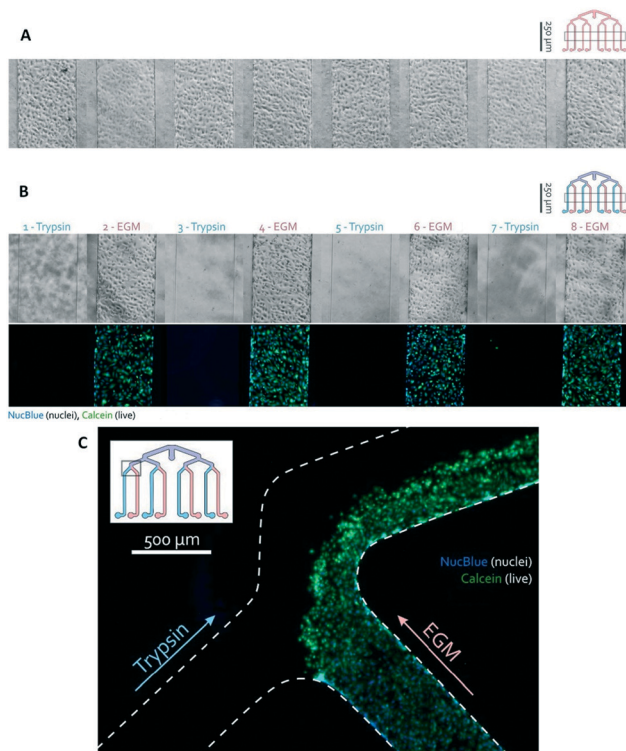 A
250 µm
B
250 µm
1 - Trypsin 2 - EGM 3 - Trypsin 4 - EGM 5 - Trypsin 6 - EGM 7 - Trypsin 8 - EGM
NucBlue (nuclei), Calcein (live)
C
500 µm
NucBlue (nuclei)
Calcein (live)
Trypsin
EGM